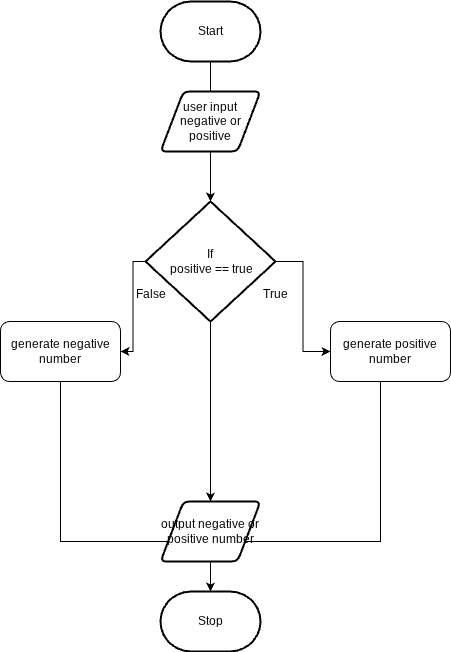 Start
user input
negative or
positive
If
positive == true
False
True
generate negative
number
generate positive
number
output negative or
positive number
Stop